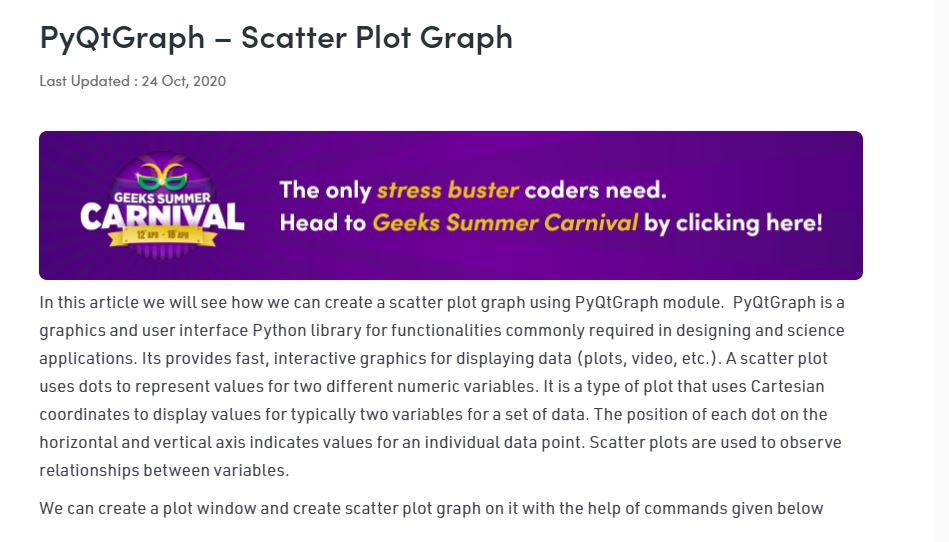 PyQtGraph – Scatter Plot Graph
Last Updated : 24 Oct, 2020
GEEKS SUMMER
CARNIVAL
12 APR - 18 APR
The only stress buster coders need.
Head to Geeks Summer Carnival by clicking here!
In this article we will see how we can create a scatter plot graph using PyQtGraph module.  PyQtGraph is a
graphics and user interface Python library for functionalities commonly required in designing and science
applications. Its provides fast, interactive graphics for displaying data (plots, video, etc.). A scatter plot
uses dots to represent values for two different numeric variables. It is a type of plot that uses Cartesian
coordinates to display values for typically two variables for a set of data. The position of each dot on the
horizontal and vertical axis indicates values for an individual data point. Scatter plots are used to observe
relationships between variables.
We can create a plot window and create scatter plot graph on it with the help of commands given below